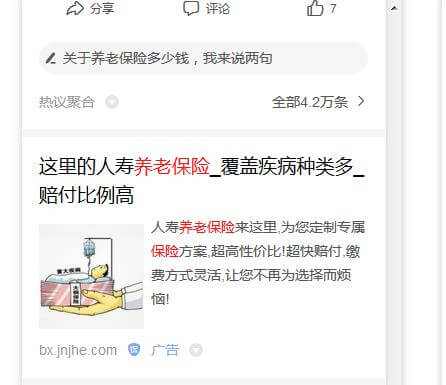 分享
评论
7
关于养老保险多少钱，我来说两句
热议聚合
全部4.2万条
这里的人寿养老保险_覆盖疾病种类多_
赔付比例高
人寿养老保险来这里,为您定制专属
保险方案,超高性价比!超快赔付,缴
费方式灵活,让您不再为选择而烦
恼!
重大疾病
大病保险
bx.jnjhe.com 广告